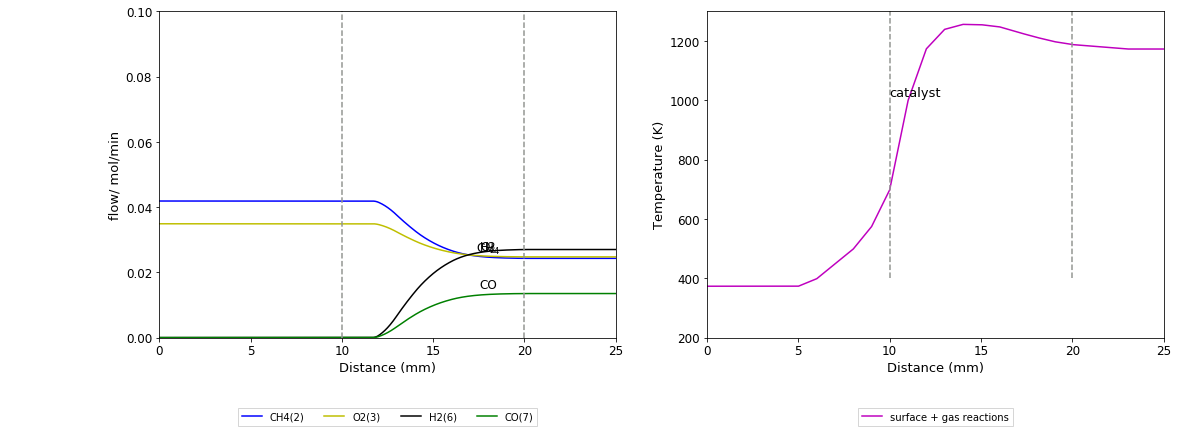 0.10
0.08
0.06
0.04
0.02
0.00
flow/ mol/min
CO
0
5
10
15
20
25
Distance (mm)
CH4(2)
O2(3)
H2(6)
CO(7)
1200
1000
800
600
400
200
Temperature (K)
catalyst
0
5
10
15
20
25
Distance (mm)
surface + gas reactions